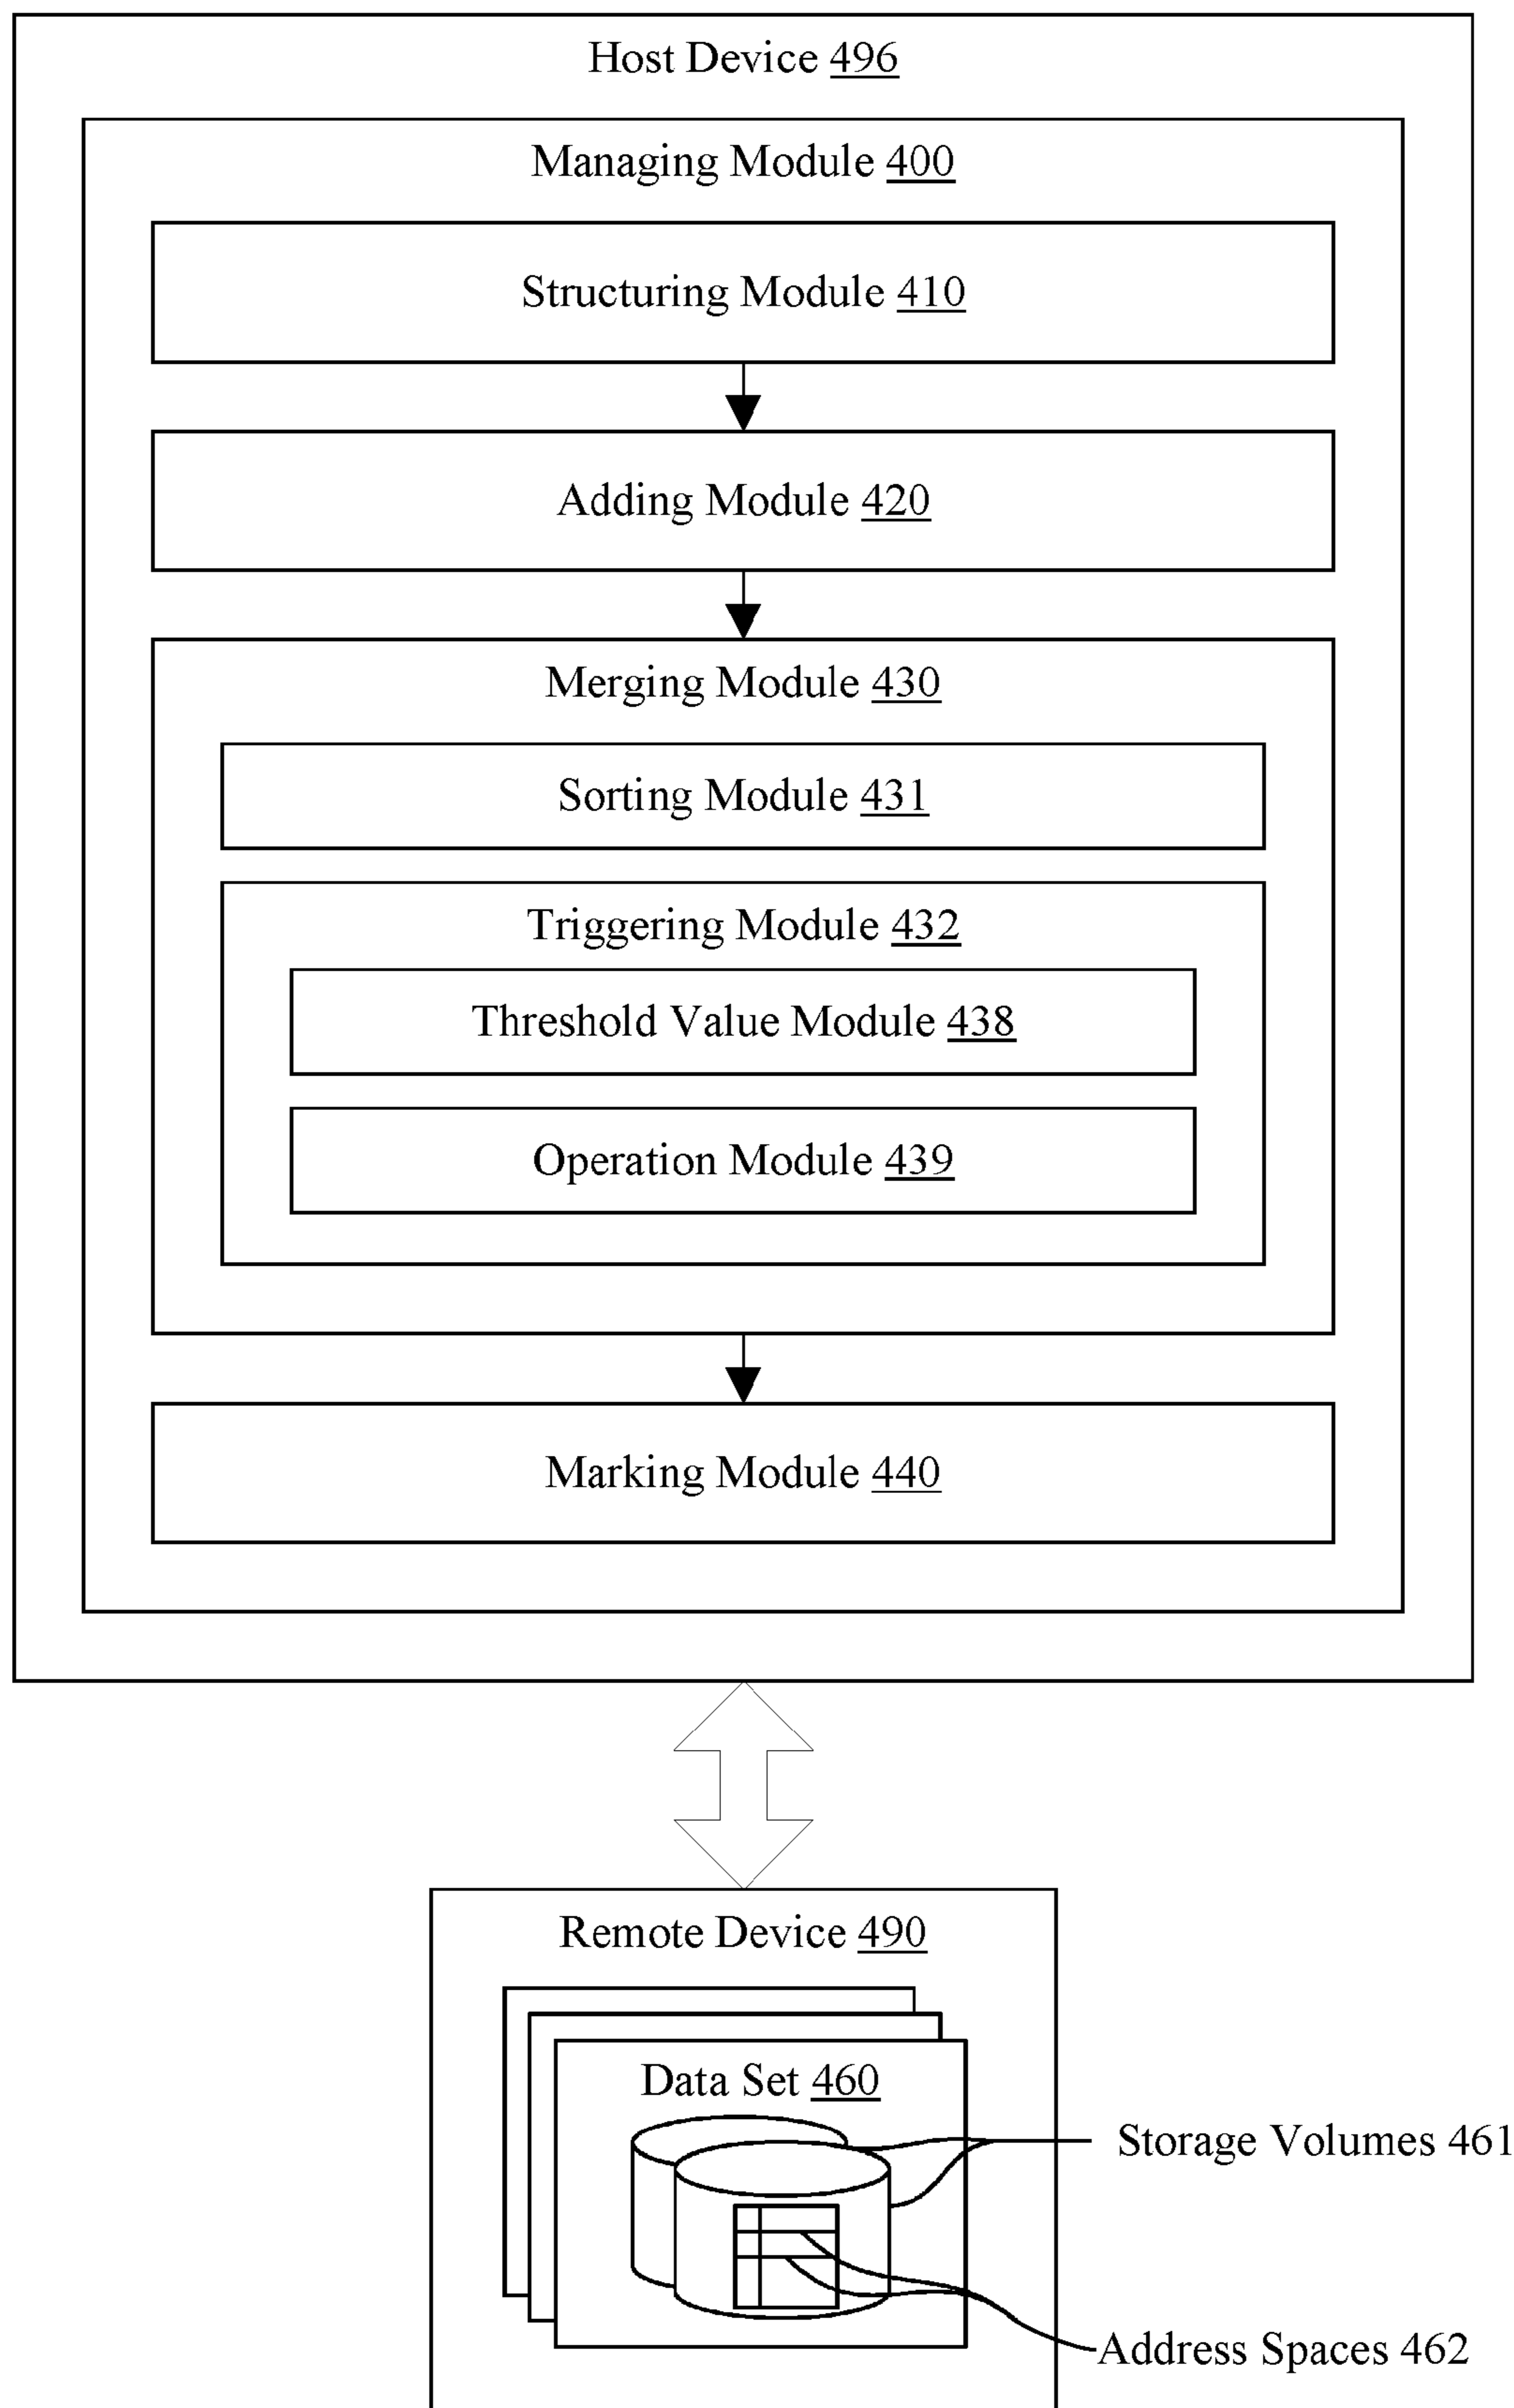 Host Device 496
Managing Module 400
Structuring Module 410
Adding Module 420
Merging Module 430
Sorting Module 431
Triggering Module 432
Threshold Value Module 438
Operation Module 439
Marking Module 440
Remote Device 490
Data Set 460
Storage Volumes 461
Address Spaces 462